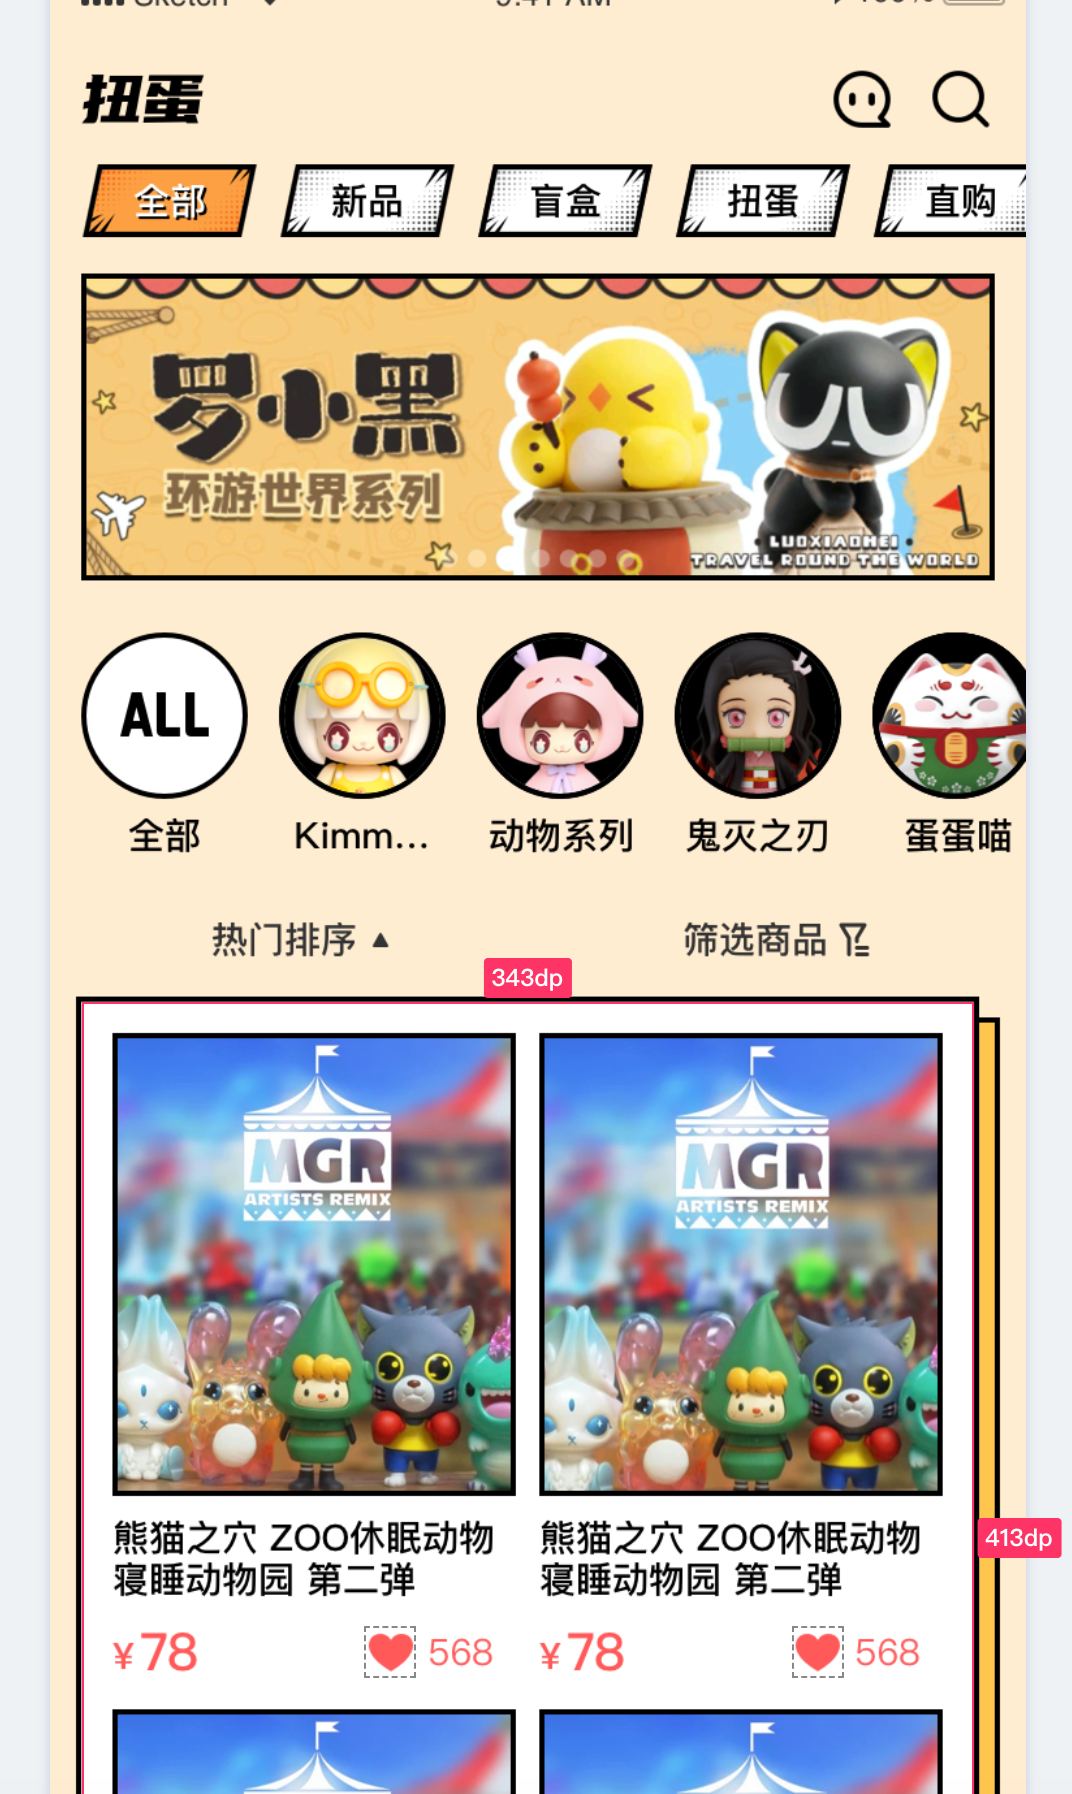 Sketch 9:41 AM 100%
扭蛋
全部 新品 盲盒 扭蛋 直购
罗小黑
环游世界系列
LUOXIAOHEI
TRAVEL ROUND THE WORLD
ALL
全部 Kimm... 动物系列 鬼灭之刃 蛋蛋喵
热门排序 筛选商品
343dp
MGR MGR
ARTISTS REMIX ARTISTS REMIX
413dp
熊猫之穴 ZOO休眠动物 熊猫之穴 ZOO休眠动物
寝睡动物园 第二弹 寝睡动物园 第二弹
¥78 568 ¥78 568